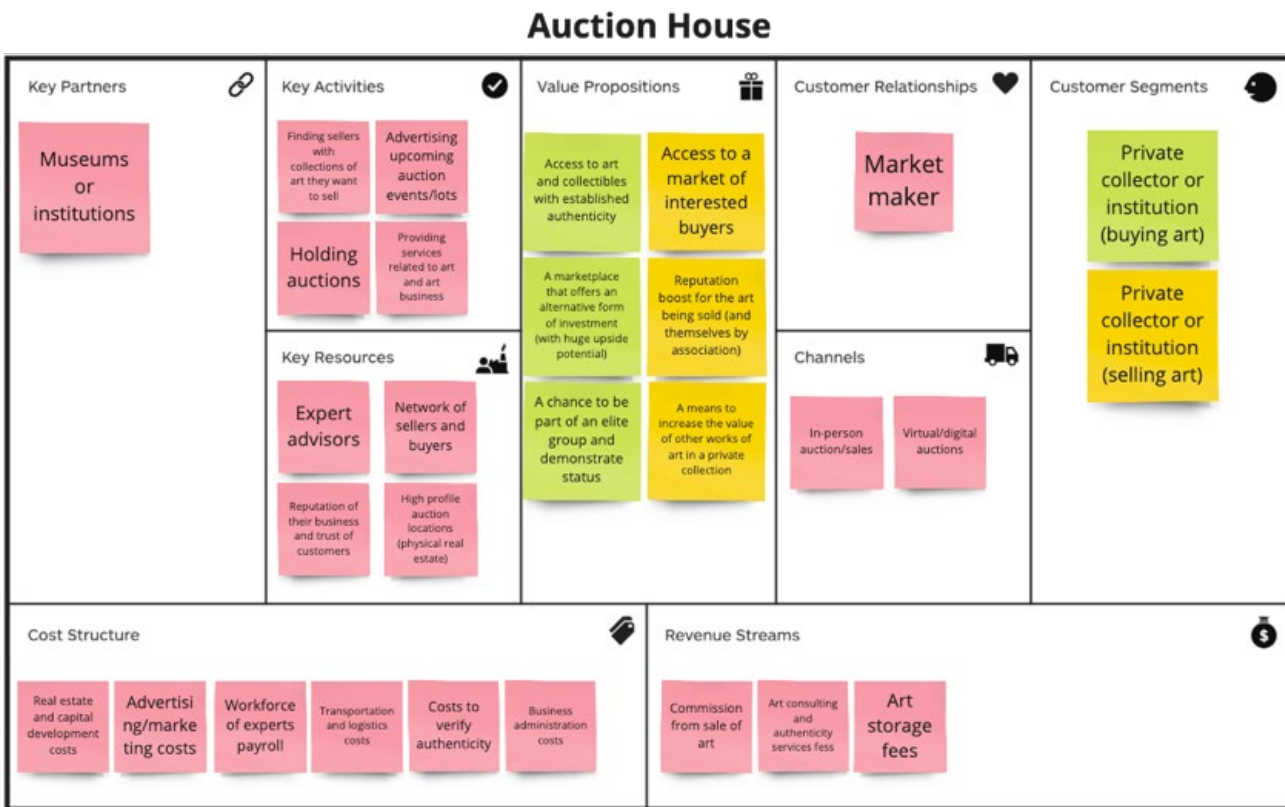 Auction House
Key Partners
Museums
or
institutions
Key Activities
Finding sellers
with
collections of
art they want
to sell
Advertising
upcoming
auction
events/lots
Holding
auctions
Providing
services
related to art
and art
business
Key Resources
Expert
advisors
Network of
sellers and
buyers
Reputation of
their business
and trust of
customers
High profile
auction
locations
(physical real
estate)
Value Propositions
Access to art
and collectibles
with established
authenticity
Access to a
market of
interested
buyers
A marketplace
that offers an
alternative form
of investment
(with huge upside
potential)
Reputation
boost for the art
being sold (and
themselves by
association)
A chance to be
part of an elite
group and
demonstrate
status
A means to
increase the value
of other works of
art in a private
collection
Customer Relationships
Market
maker
Channels
In-person
auction/sales
Virtual/digital
auctions
Customer Segments
Private
collector or
institution
(buying art)
Private
collector or
institution
(selling art)
Cost Structure
Real estate
and capital
development
costs
Advertisi
ng/marke
ting costs
Workforce
of experts
payroll
Transportation
and logistics
costs
Costs to
verify
authenticity
Business
administration
costs
Revenue Streams
$
Commission
from sale of
art
Art consulting
and
authenticity
services fess
Art
storage
fees